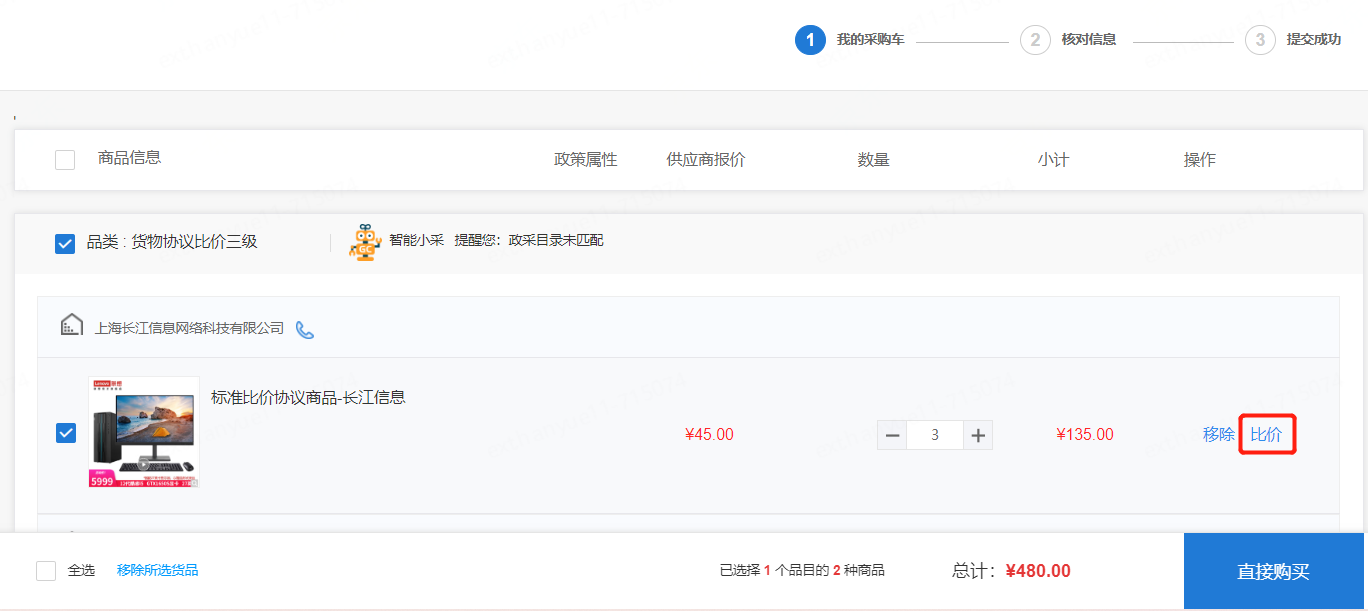 1 我的采购车 2 核对信息 3 提交成功
商品信息 政策属性 供应商报价 数量 小计 操作
品类 : 货物协议比价三级 智能小采 提醒您：政采目录未匹配
上海长江信息网络科技有限公司
Lenovo 联想
标准比价协议商品-长江信息
¥45.00 3 ¥135.00 移除 比价
5999
全选 移除所选货品 已选择 1 个品目的 2 种商品 总计： ¥480.00 直接购买